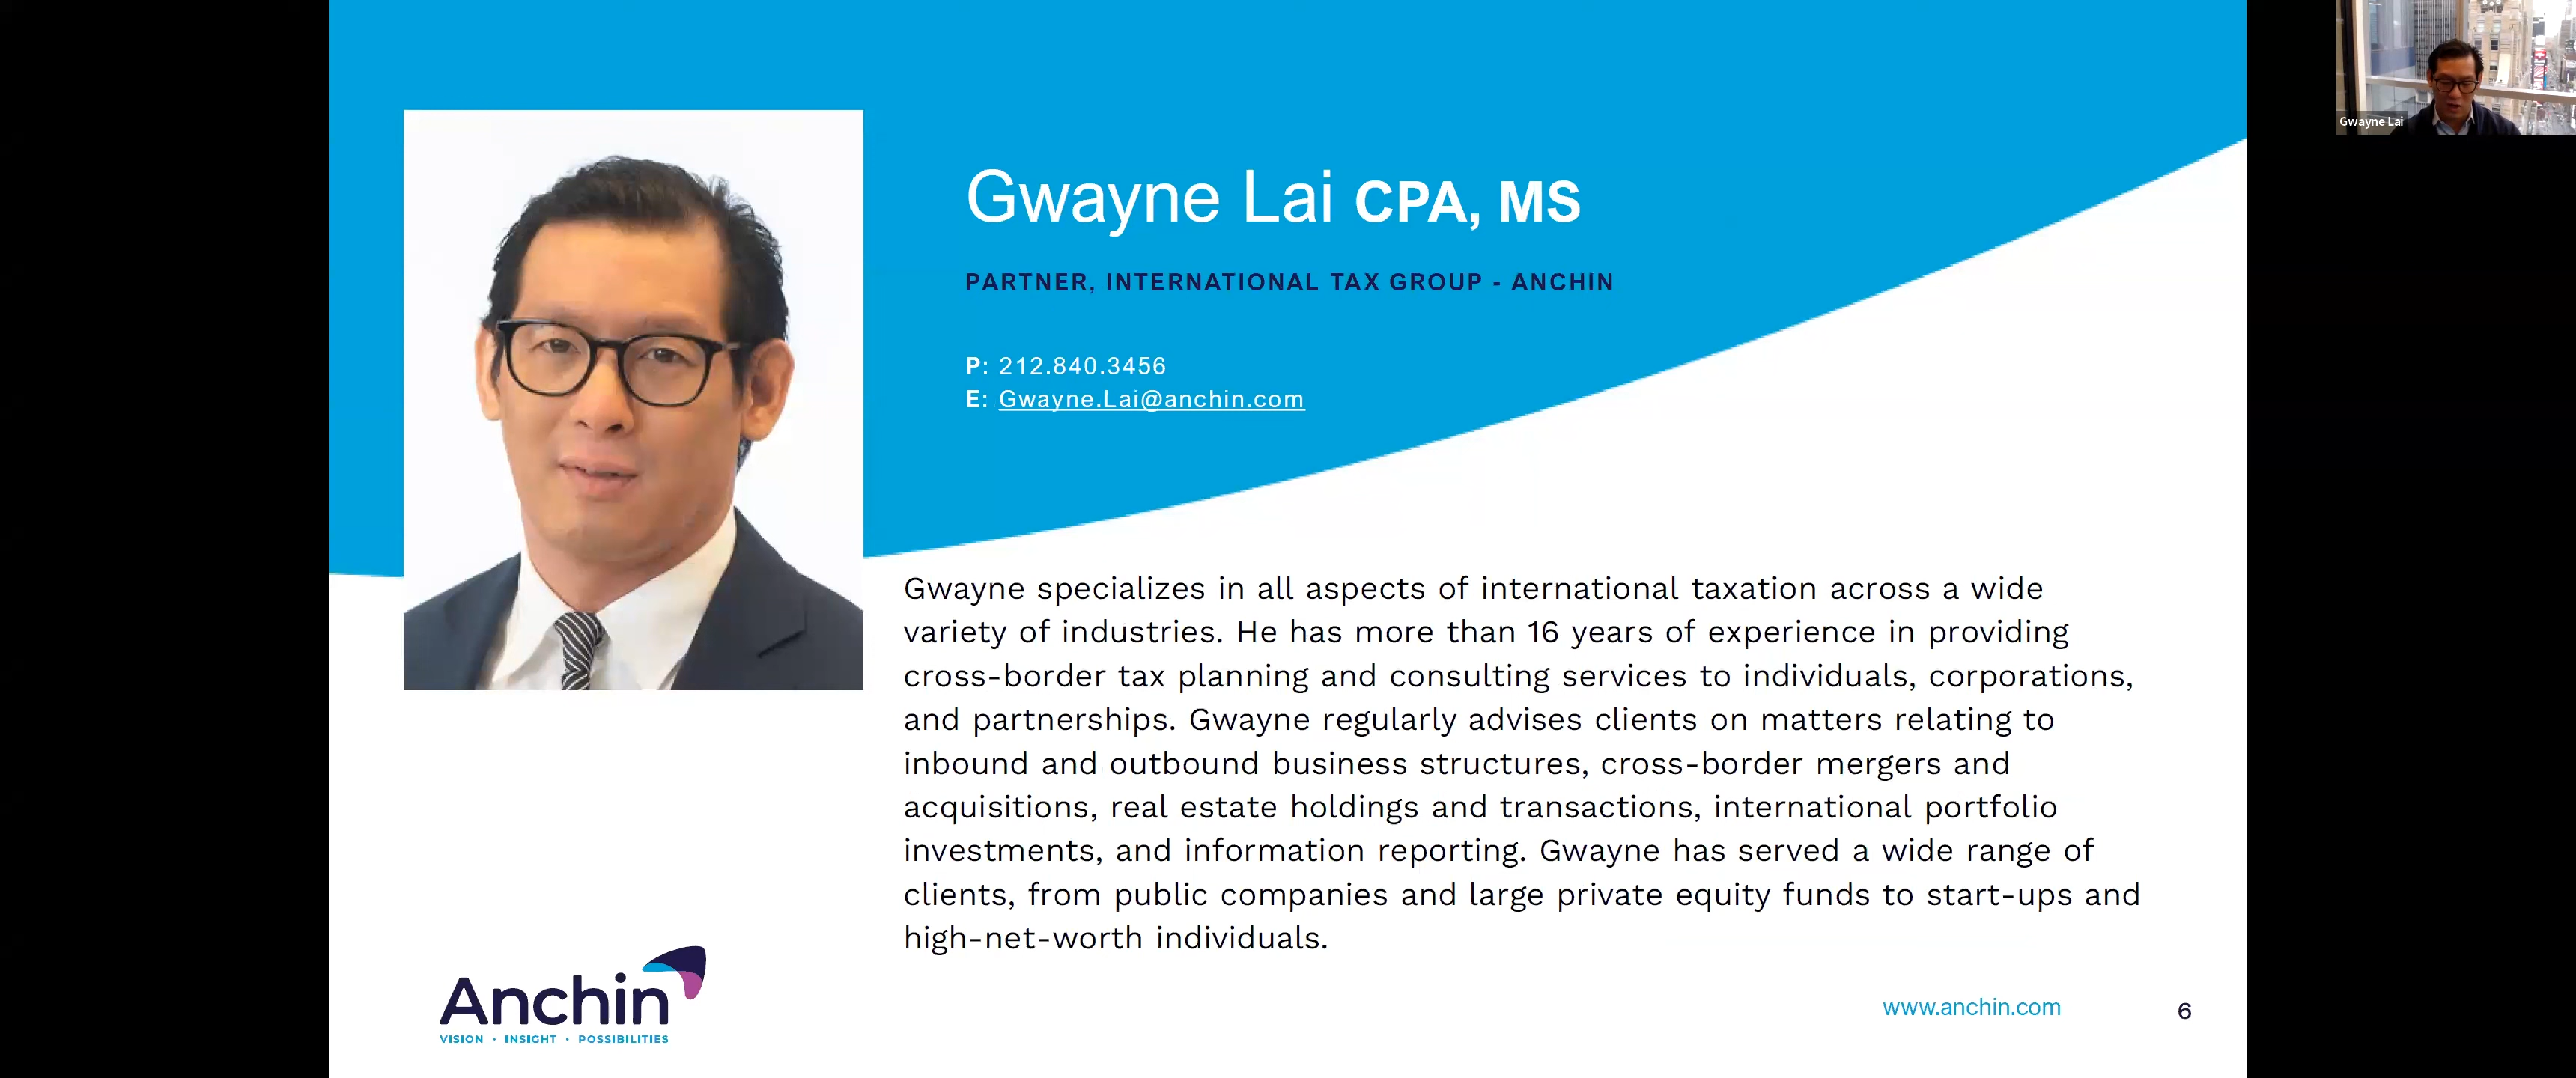 Gwayne Lai CPA, MS
PARTNER, INTERNATIONAL TAX GROUP - ANCHIN
P: 212.840.3456
E: Gwayne.Lai@anchin.com
Gwayne specializes in all aspects of international taxation across a wide
variety of industries. He has more than 16 years of experience in providing
cross-border tax planning and consulting services to individuals, corporations,
and partnerships. Gwayne regularly advises clients on matters relating to
inbound and outbound business structures, cross-border mergers and
acquisitions, real estate holdings and transactions, international portfolio
investments, and information reporting. Gwayne has served a wide range of
clients, from public companies and large private equity funds to start-ups and
high-net-worth individuals.
Anchin
VISION · INSIGHT · POSSIBILITIES
www.anchin.com
6
Gwayne Lai